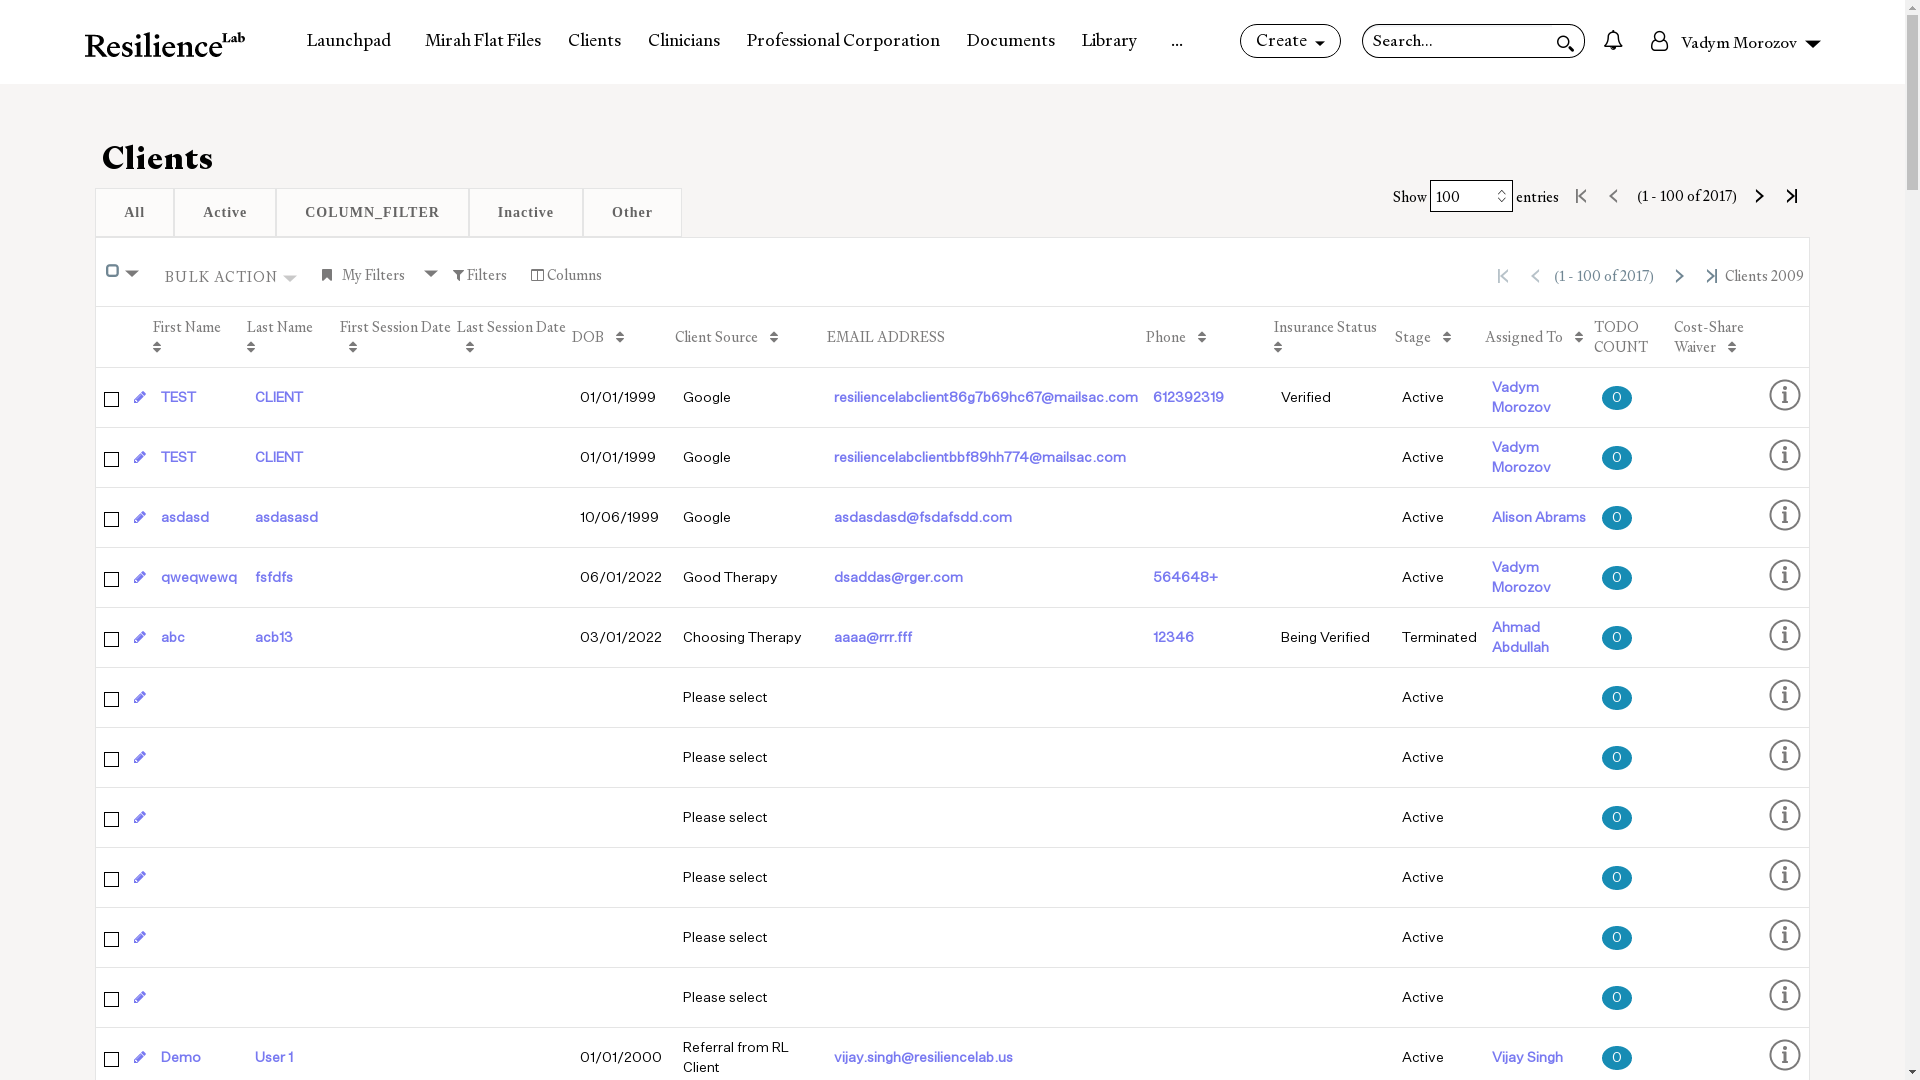 ResilienceLab Launchpad Mirah Flat Files Clients Clinicians Professional Corporation Documents Library ... Create Search... Vadym Morozov
Clients
Show 100 entries (1 - 100 of 2017)
All Active COLUMN_FILTER Inactive Other
BULK ACTION My Filters Filters Columns (1 - 100 of 2017) Clients 2009
First Name Last Name First Session Date Last Session Date DOB Client Source EMAIL ADDRESS Phone Insurance Status Stage Assigned To TODO COUNT Cost-Share Waiver
TEST CLIENT 01/01/1999 Google resiliencelabclient86g7b69hc67@mailsac.com 612392319 Verified Active Vadym Morozov 0
TEST CLIENT 01/01/1999 Google resiliencelabclientbbf89hh774@mailsac.com Active Vadym Morozov 0
asdasd asdasasd 10/06/1999 Google asdasdasd@fsdafsdd.com Active Alison Abrams 0
qweqwewq fsfdfs 06/01/2022 Good Therapy dsaddas@rger.com 564648+ Active Vadym Morozov 0
abc acb13 03/01/2022 Choosing Therapy aaaa@rrr.fff 12346 Being Verified Terminated Ahmad Abdullah 0
Please select Active 0
Please select Active 0
Please select Active 0
Please select Active 0
Please select Active 0
Please select Active 0
Demo User 1 01/01/2000 Referral from RL Client vijay.singh@resiliencelab.us Active Vijay Singh 0